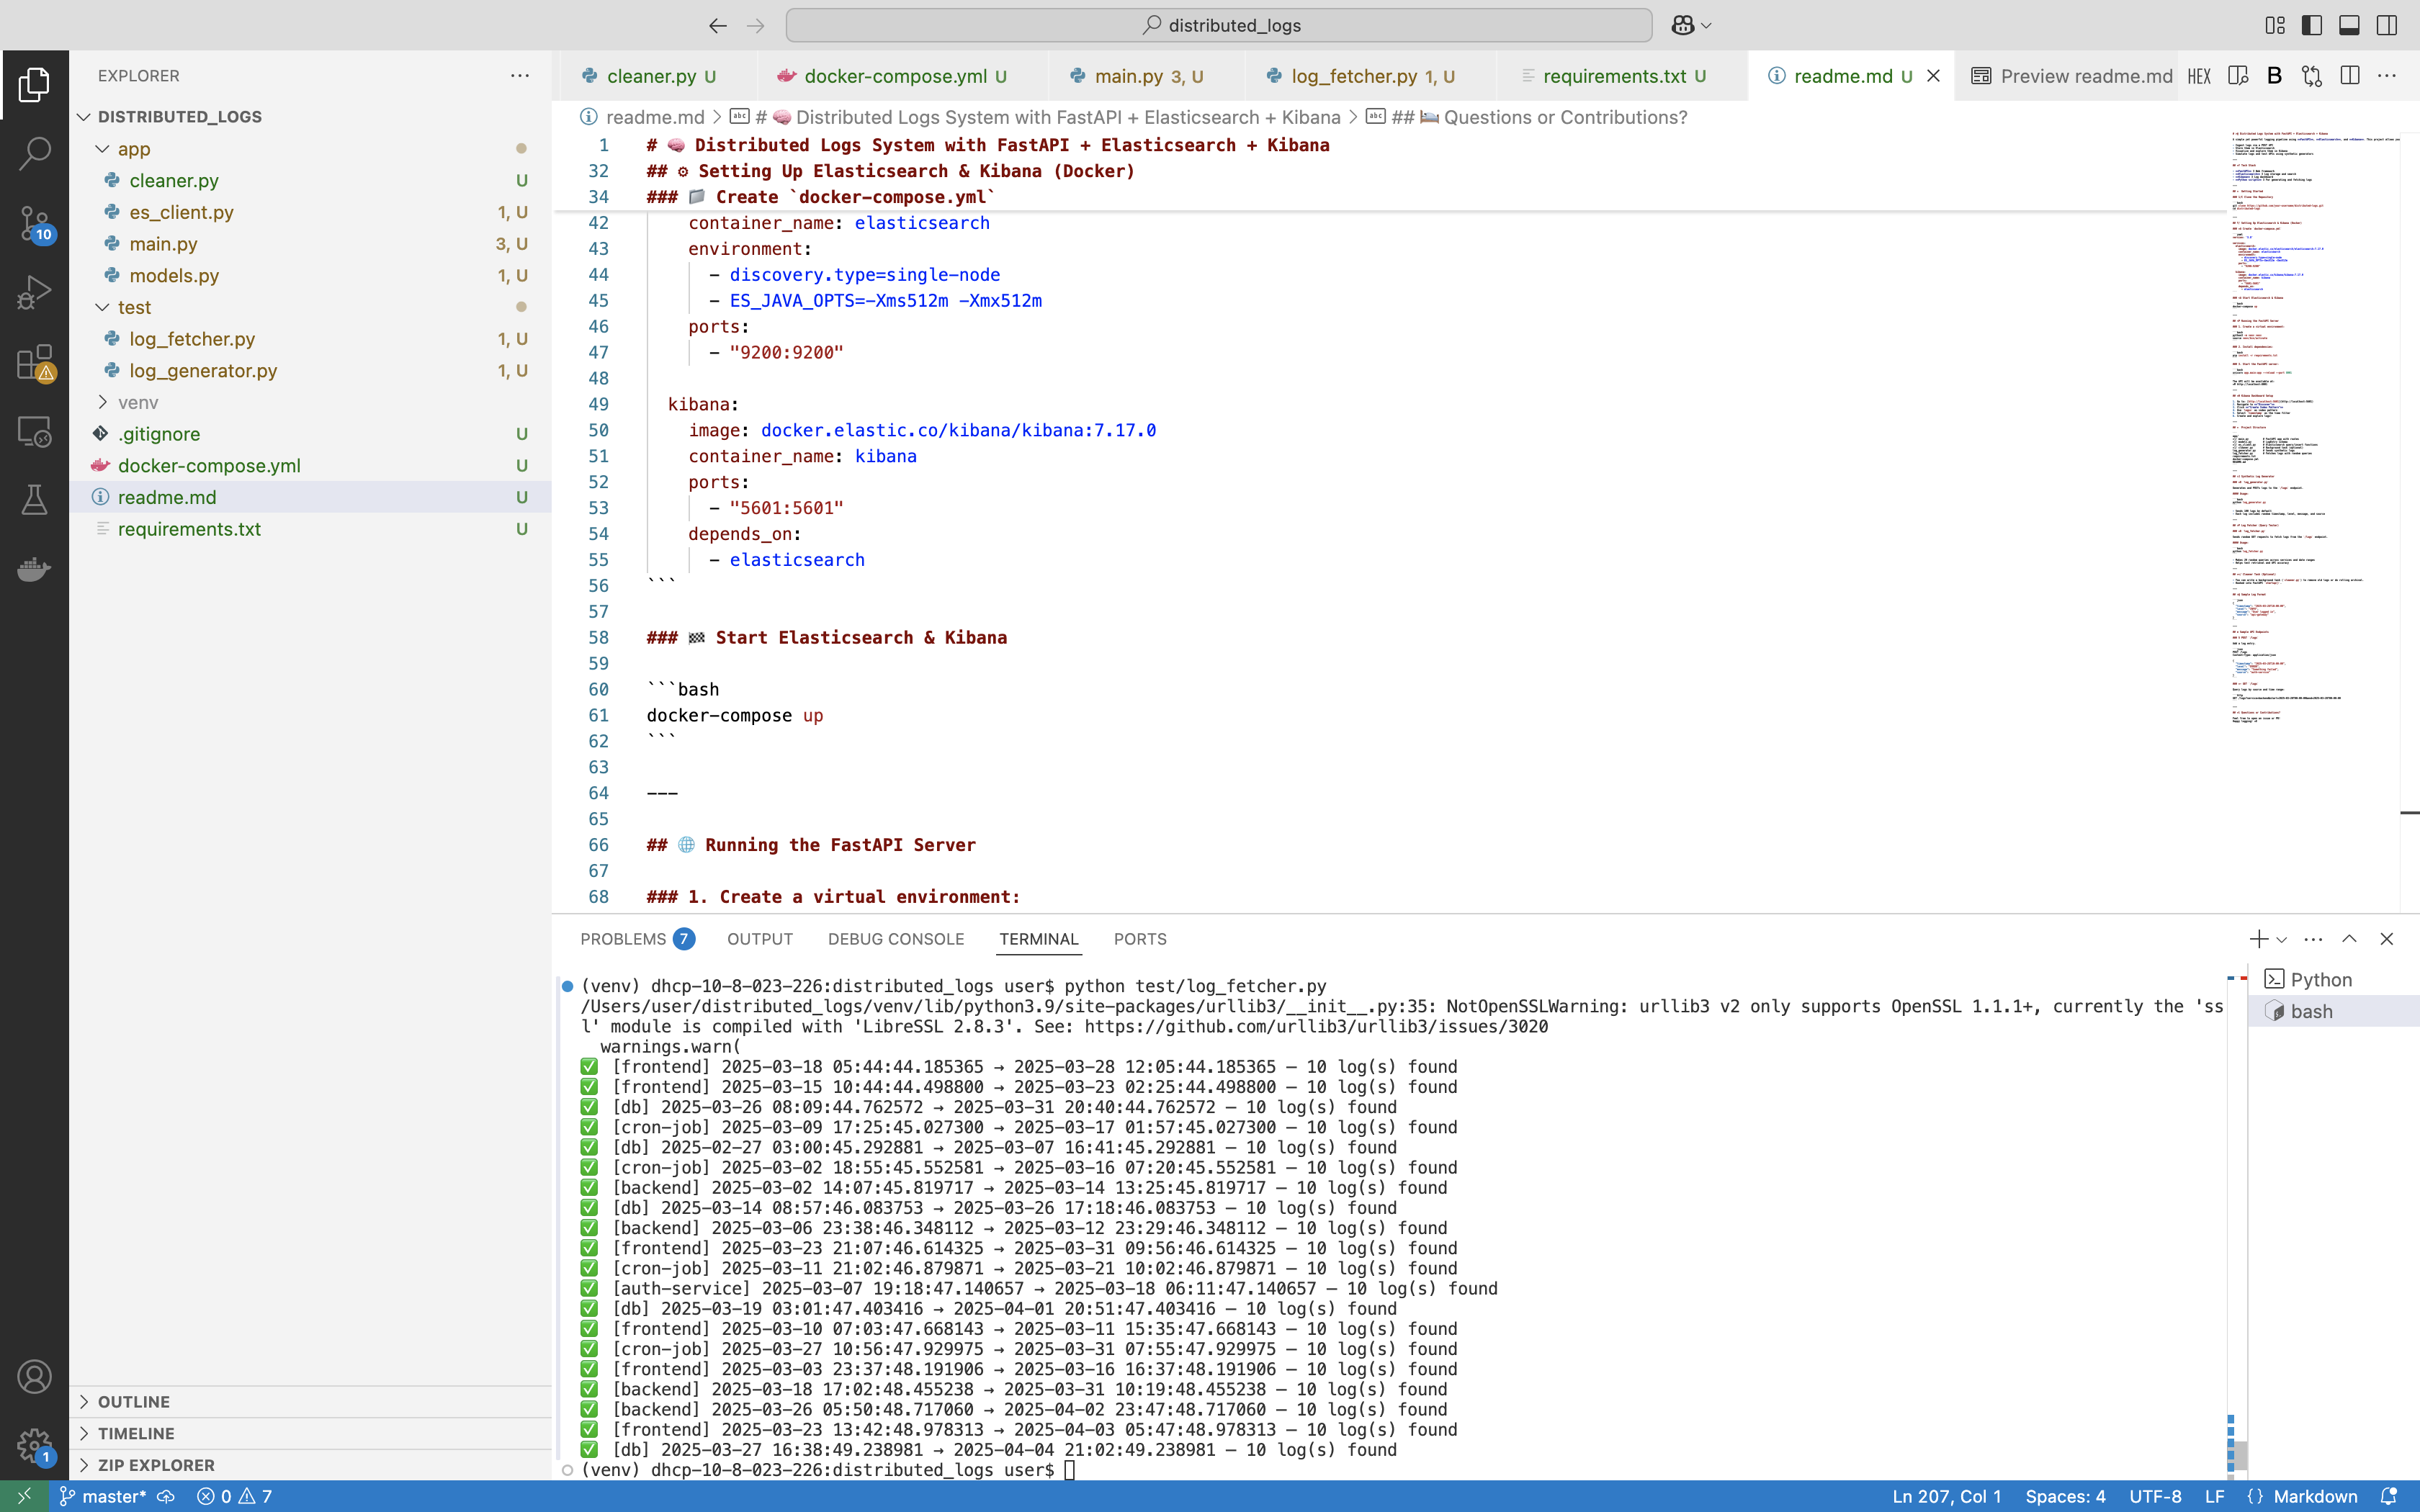 distributed_logs
EXPLORER
DISTRIBUTED_LOGS
app
cleaner.py U
es_client.py 1, U
main.py 3, U
models.py 1, U
test
log_fetcher.py 1, U
log_generator.py 1, U
venv
.gitignore U
docker-compose.yml U
readme.md U
requirements.txt U
OUTLINE
TIMELINE
ZIP EXPLORER
10
1
cleaner.py U docker-compose.yml U main.py 3, U log_fetcher.py 1, U requirements.txt U readme.md U Preview readme.md HEX B
readme.md > # 🧠 Distributed Logs System with FastAPI + Elasticsearch + Kibana > ## 🛌 Questions or Contributions?
1 # 🧠 Distributed Logs System with FastAPI + Elasticsearch + Kibana
32 ## ⚙️ Setting Up Elasticsearch & Kibana (Docker)
34 ### 📁 Create `docker-compose.yml`
42 container_name: elasticsearch
43 environment:
44 - discovery.type=single-node
45 - ES_JAVA_OPTS=-Xms512m -Xmx512m
46 ports:
47 - "9200:9200"
48
49 kibana:
50 image: docker.elastic.co/kibana/kibana:7.17.0
51 container_name: kibana
52 ports:
53 - "5601:5601"
54 depends_on:
55 - elasticsearch
56 ```
57
58 ### 🏁 Start Elasticsearch & Kibana
59
60 ```bash
61 docker-compose up
62 ```
63
64 ---
65
66 ## 🌐 Running the FastAPI Server
67
68 ### 1. Create a virtual environment:
PROBLEMS 7 OUTPUT DEBUG CONSOLE TERMINAL PORTS
Python
bash
(venv) dhcp-10-8-023-226:distributed_logs user$ python test/log_fetcher.py
/Users/user/distributed_logs/venv/lib/python3.9/site-packages/urllib3/__init__.py:35: NotOpenSSLWarning: urllib3 v2 only supports OpenSSL 1.1.1+, currently the 'ss
l' module is compiled with 'LibreSSL 2.8.3'. See: https://github.com/urllib3/urllib3/issues/3020
warnings.warn(
✅ [frontend] 2025-03-18 05:44:44.185365 → 2025-03-28 12:05:44.185365 — 10 log(s) found
✅ [frontend] 2025-03-15 10:44:44.498800 → 2025-03-23 02:25:44.498800 — 10 log(s) found
✅ [db] 2025-03-26 08:09:44.762572 → 2025-03-31 20:40:44.762572 — 10 log(s) found
✅ [cron-job] 2025-03-09 17:25:45.027300 → 2025-03-17 01:57:45.027300 — 10 log(s) found
✅ [db] 2025-02-27 03:00:45.292881 → 2025-03-07 16:41:45.292881 — 10 log(s) found
✅ [cron-job] 2025-03-02 18:55:45.552581 → 2025-03-16 07:20:45.552581 — 10 log(s) found
✅ [backend] 2025-03-02 14:07:45.819717 → 2025-03-14 13:25:45.819717 — 10 log(s) found
✅ [db] 2025-03-14 08:57:46.083753 → 2025-03-26 17:18:46.083753 — 10 log(s) found
✅ [backend] 2025-03-06 23:38:46.348112 → 2025-03-12 23:29:46.348112 — 10 log(s) found
✅ [frontend] 2025-03-23 21:07:46.614325 → 2025-03-31 09:56:46.614325 — 10 log(s) found
✅ [cron-job] 2025-03-11 21:02:46.879871 → 2025-03-21 10:02:46.879871 — 10 log(s) found
✅ [auth-service] 2025-03-07 19:18:47.140657 → 2025-03-18 06:11:47.140657 — 10 log(s) found
✅ [db] 2025-03-19 03:01:47.403416 → 2025-04-01 20:51:47.403416 — 10 log(s) found
✅ [frontend] 2025-03-10 07:03:47.668143 → 2025-03-11 15:35:47.668143 — 10 log(s) found
✅ [cron-job] 2025-03-27 10:56:47.929975 → 2025-03-31 07:55:47.929975 — 10 log(s) found
✅ [frontend] 2025-03-03 23:37:48.191906 → 2025-03-16 16:37:48.191906 — 10 log(s) found
✅ [backend] 2025-03-18 17:02:48.455238 → 2025-03-31 10:19:48.455238 — 10 log(s) found
✅ [backend] 2025-03-26 05:50:48.717060 → 2025-04-02 23:47:48.717060 — 10 log(s) found
✅ [frontend] 2025-03-23 13:42:48.978313 → 2025-04-03 05:47:48.978313 — 10 log(s) found
✅ [db] 2025-03-27 16:38:49.238981 → 2025-04-04 21:02:49.238981 — 10 log(s) found
(venv) dhcp-10-8-023-226:distributed_logs user$
master* 0 7 Ln 207, Col 1 Spaces: 4 UTF-8 LF {} Markdown